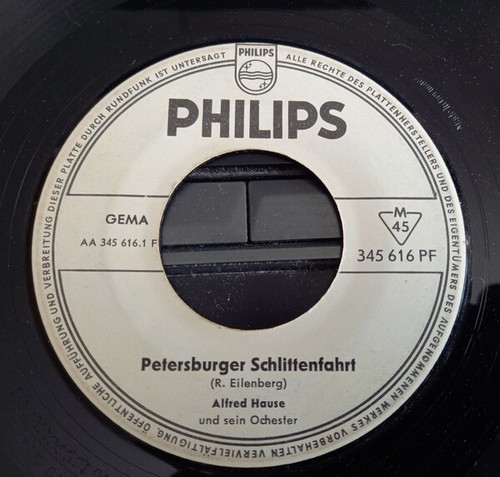 PHILIPS
ALLE RECHTE DES PLATTENHERSTELLERS UND DES EIGENTÜMERS DES AUFGENOMMENEN WERKES VORBEHALTEN VERVIELFÄLTIGUNG, ÖFFENTLICHE AUFFÜHRUNG UND VERBREITUNG DIESER PLATTE DURCH RUNDFUNK IST UNTERSAGT
PHILIPS
GEMA
AA 345 616.1 F
M
45
345 616 PF
Petersburger Schlittenfahrt
(R. Eilenberg)
Alfred Hause
und sein Ochester